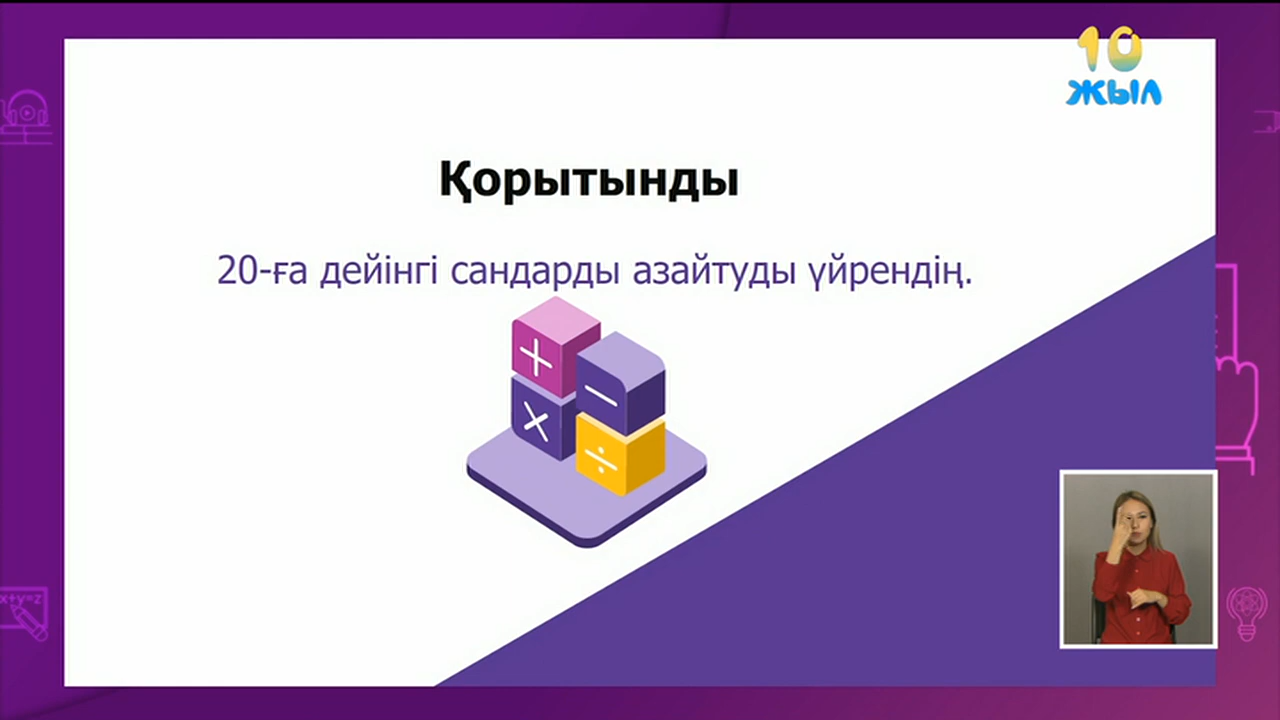 10
ЖЫЛ
Қорытынды
20-ға дейінгі сандарды азайтуды үйрендің.
+
−
×
÷
x+y=z